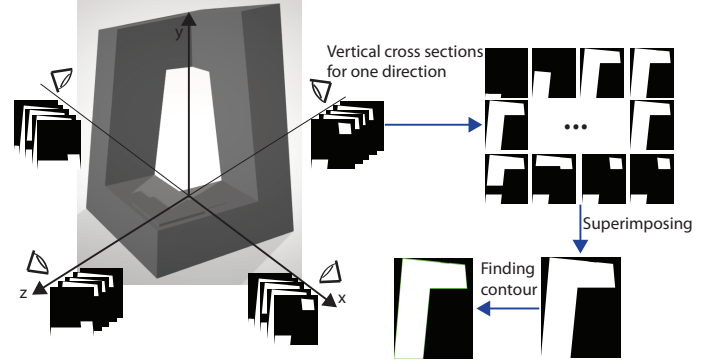 y
Vertical cross sections
for one direction
•••
Superimposing
Finding
contour
z
x